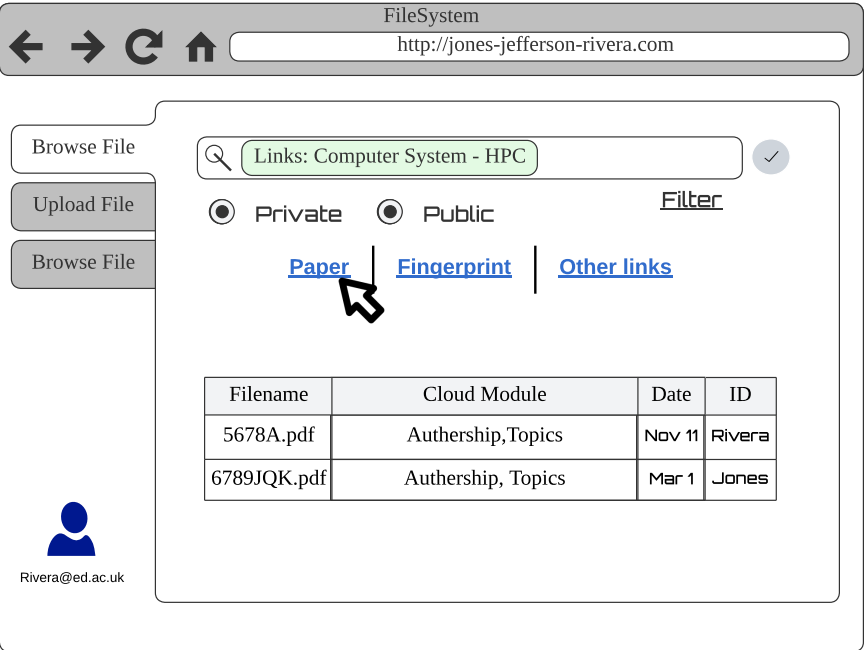 FileSystem
http://jones-jefferson-rivera.com
Browse File
Upload File
Browse File
Links: Computer System - HPC
Private
Public
Filter
Paper
Fingerprint
Other links
Filename Cloud Module Date ID
5678A.pdf Authership,Topics Nov 11 Rivera
6789JQK.pdf Authership, Topics Mar 1 Jones
Rivera@ed.ac.uk